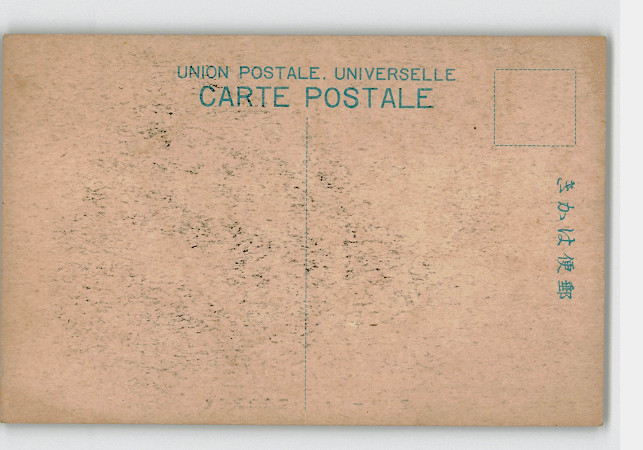 UNION POSTALE. UNIVERSELLE
CARTE POSTALE
きかは便郵